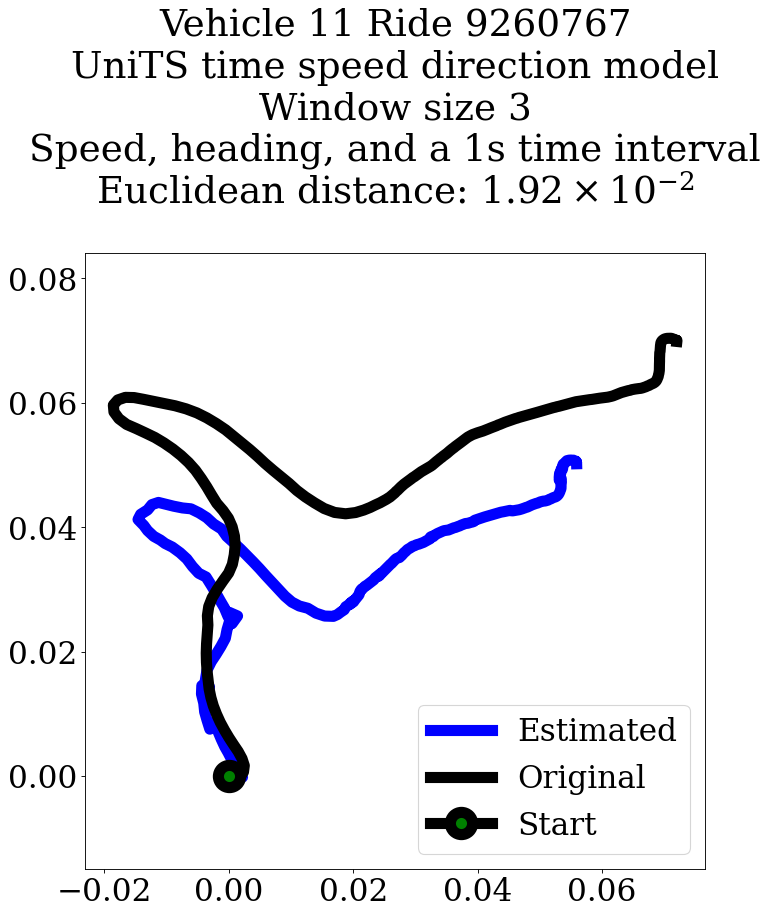 Vehicle 11 Ride 9260767
UniTS time speed direction model
Window size 3
Speed, heading, and a 1s time interval
Euclidean distance: 1.92 × 10⁻²
0.08
0.06
0.04
0.02
0.00
Estimated
Original
Start
−0.02 0.00 0.02 0.04 0.06